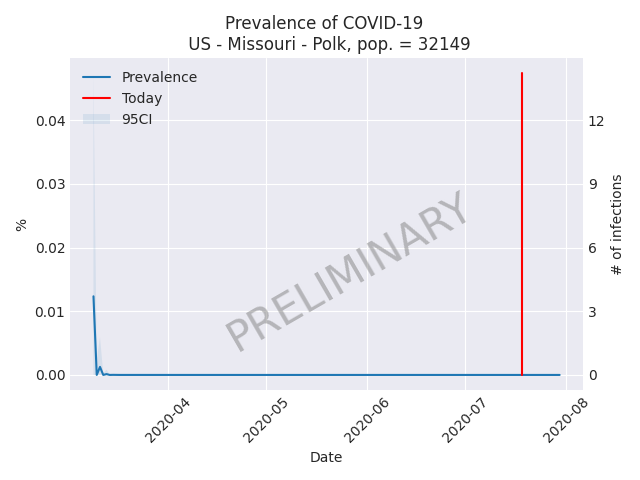 Prevalence of COVID-19
US - Missouri - Polk, pop. = 32149
Prevalence
Today
95CI
0.04
0.03
0.02
0.01
0.00
%
12
9
6
3
0
# of infections
PRELIMINARY
2020-04
2020-05
2020-06
2020-07
2020-08
Date